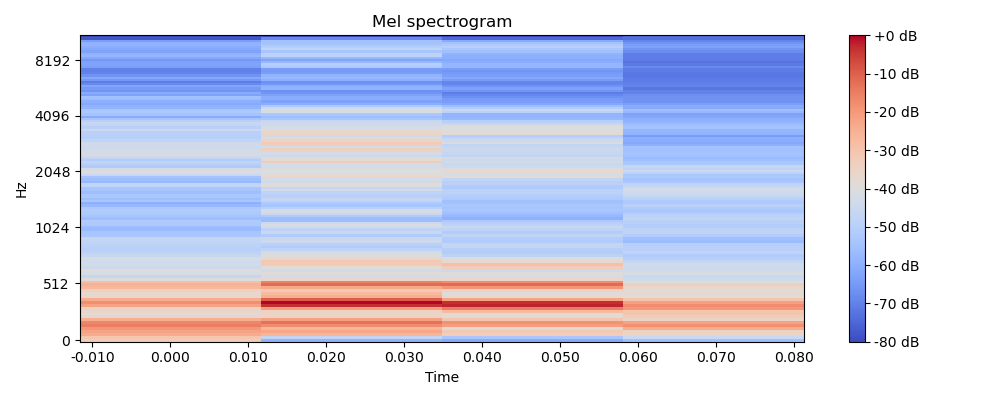 Mel spectrogram
Hz
8192
4096
2048
1024
512
0
-0.010 0.000 0.010 0.020 0.030 0.040 0.050 0.060 0.070 0.080
Time
+0 dB
-10 dB
-20 dB
-30 dB
-40 dB
-50 dB
-60 dB
-70 dB
-80 dB